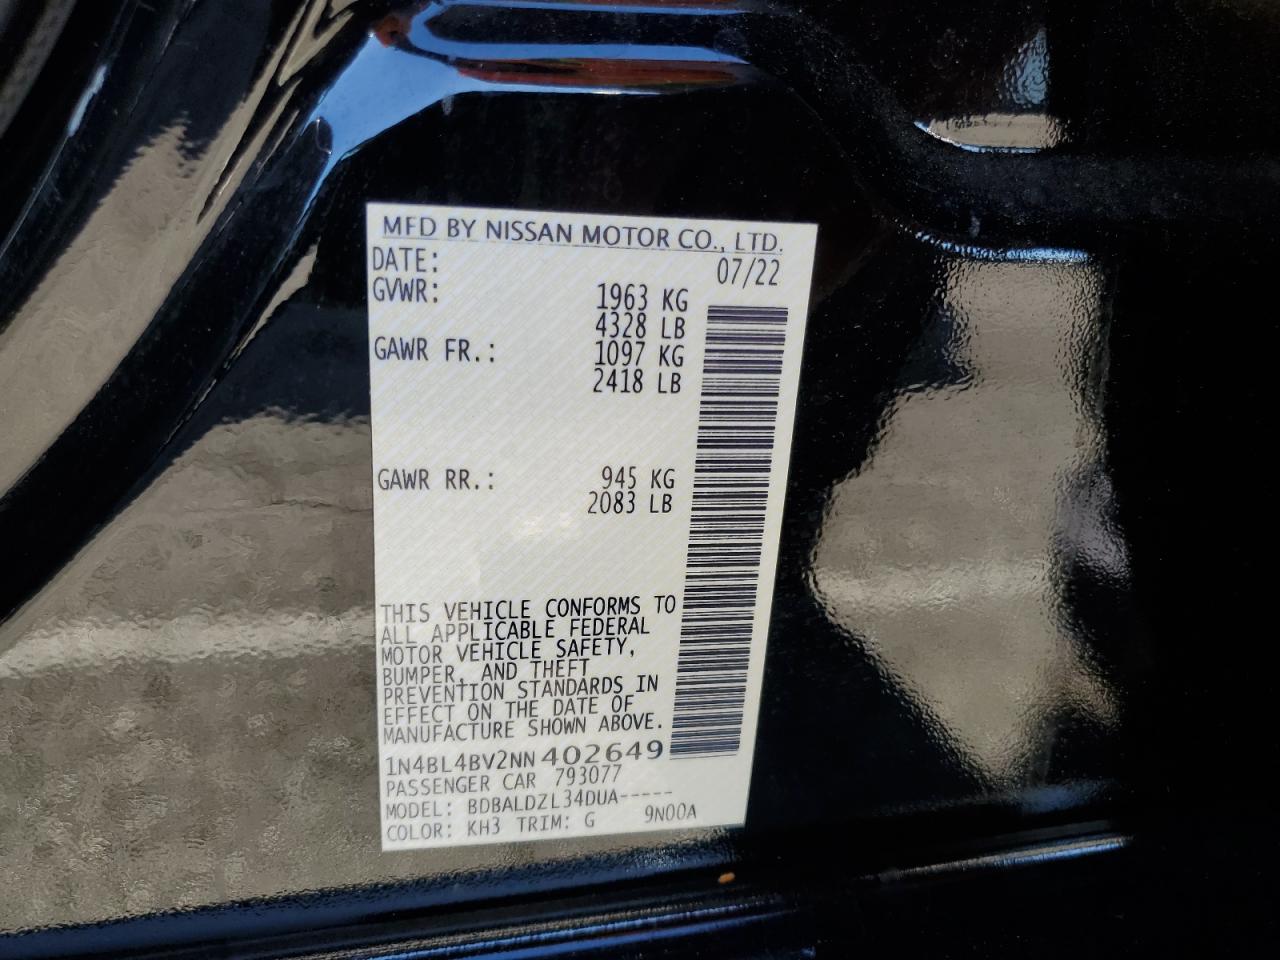 MFD BY NISSAN MOTOR CO., LTD.
DATE: 07/22
GVWR: 1963 KG
4328 LB
GAWR FR.: 1097 KG
2418 LB
GAWR RR.: 945 KG
2083 LB
THIS VEHICLE CONFORMS TO
ALL APPLICABLE FEDERAL
MOTOR VEHICLE SAFETY,
BUMPER, AND THEFT
PREVENTION STANDARDS IN
EFFECT ON THE DATE OF
MANUFACTURE SHOWN ABOVE.
1N4BL4BV2NN402649
PASSENGER CAR 793077
MODEL: BDBALDZL34DUA-----
COLOR: KH3 TRIM: G 9N00A